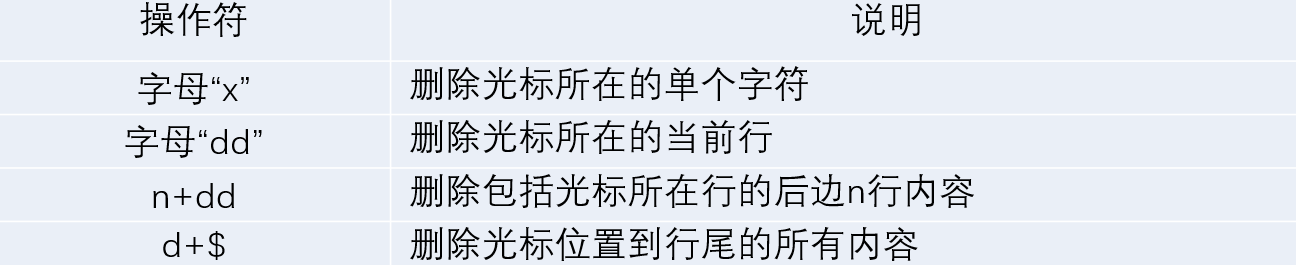 操作符 说明
字母“x” 删除光标所在的单个字符
字母“dd” 删除光标所在的当前行
n+dd 删除包括光标所在行的后边n行内容
d+$ 删除光标位置到行尾的所有内容